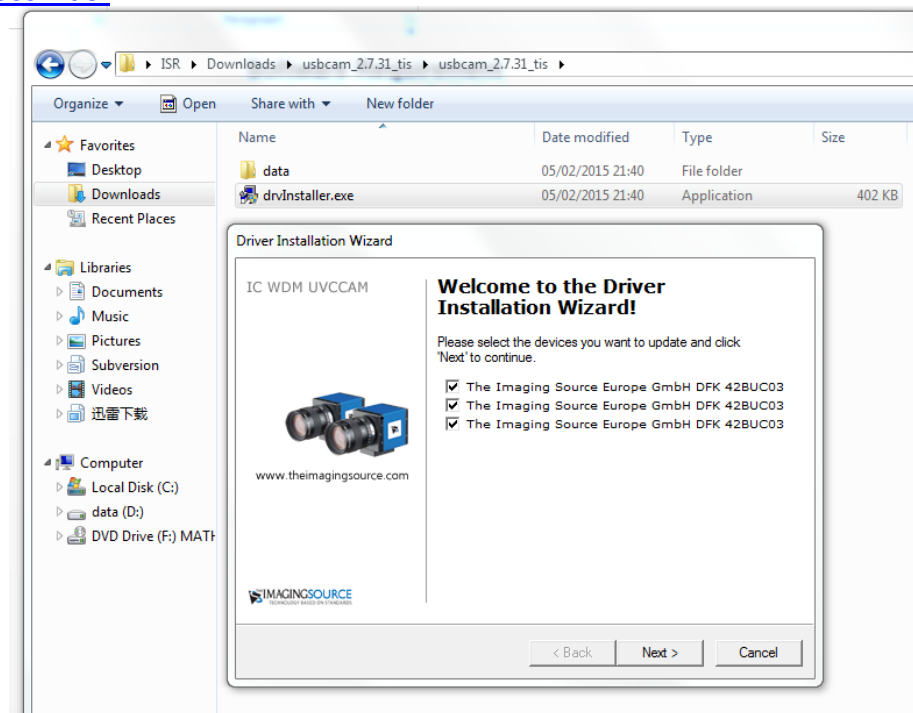 ISR ▸ Downloads ▸ usbcam_2.7.31_tis ▸ usbcam_2.7.31_tis ▸
Organize Open Share with New folder
Name Date modified Type Size
Favorites
Desktop
Downloads
Recent Places
Libraries
Documents
Music
Pictures
Subversion
Videos
迅雷下载
Computer
Local Disk (C:)
data (D:)
DVD Drive (F:) MATH
data 05/02/2015 21:40 File folder
drvInstaller.exe 05/02/2015 21:40 Application 402 KB
Driver Installation Wizard
IC WDM UVCCAM
www.theimagingsource.com
THE IMAGINGSOURCE
TECHNOLOGY BASED ON STANDARDS
Welcome to the Driver
Installation Wizard!
Please select the devices you want to update and click
'Next' to continue.
The Imaging Source Europe GmbH DFK 42BUC03
The Imaging Source Europe GmbH DFK 42BUC03
The Imaging Source Europe GmbH DFK 42BUC03
< Back Next > Cancel